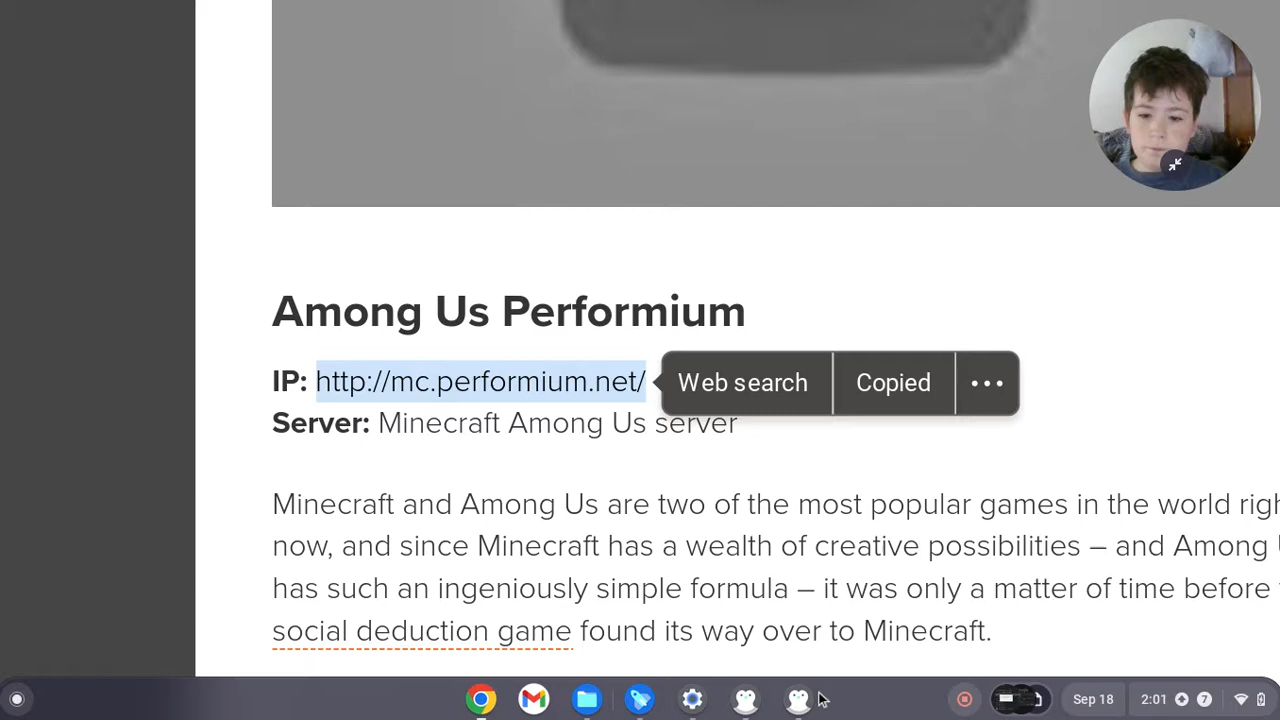 Among Us Performium
IP: http://mc.performium.net/
Web search
Copied
Server: Minecraft Among Us server
Minecraft and Among Us are two of the most popular games in the world righ
now, and since Minecraft has a wealth of creative possibilities – and Among
has such an ingeniously simple formula – it was only a matter of time before
social deduction game found its way over to Minecraft.
Sep 18
2:01
7